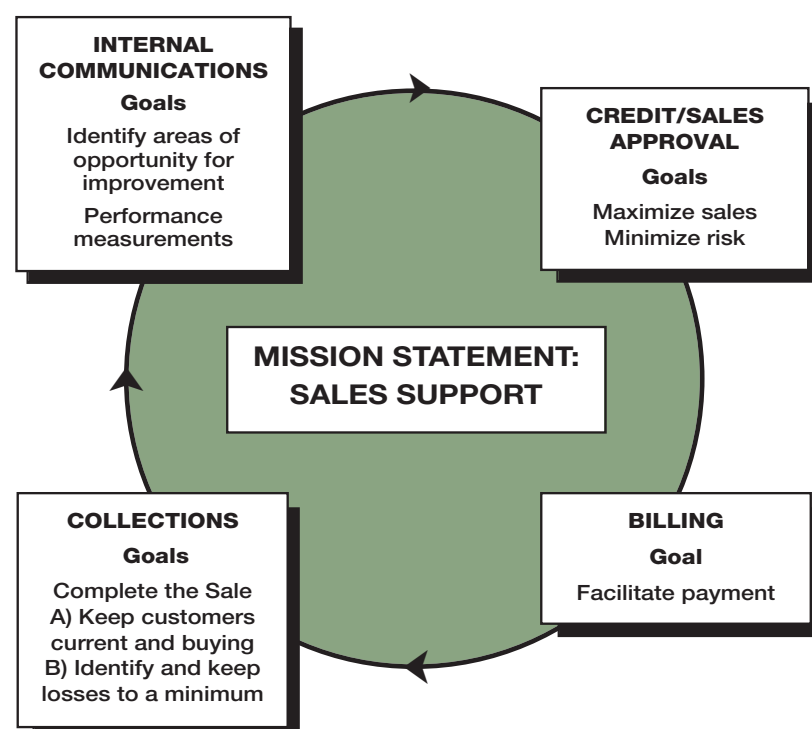 INTERNAL
COMMUNICATIONS
Goals
Identify areas of
opportunity for
improvement
Performance
measurements
CREDIT/SALES
APPROVAL
Goals
Maximize sales
Minimize risk
MISSION STATEMENT:
SALES SUPPORT
COLLECTIONS
Goals
Complete the Sale
A) Keep customers
current and buying
B) Identify and keep
losses to a minimum
BILLING
Goal
Facilitate payment